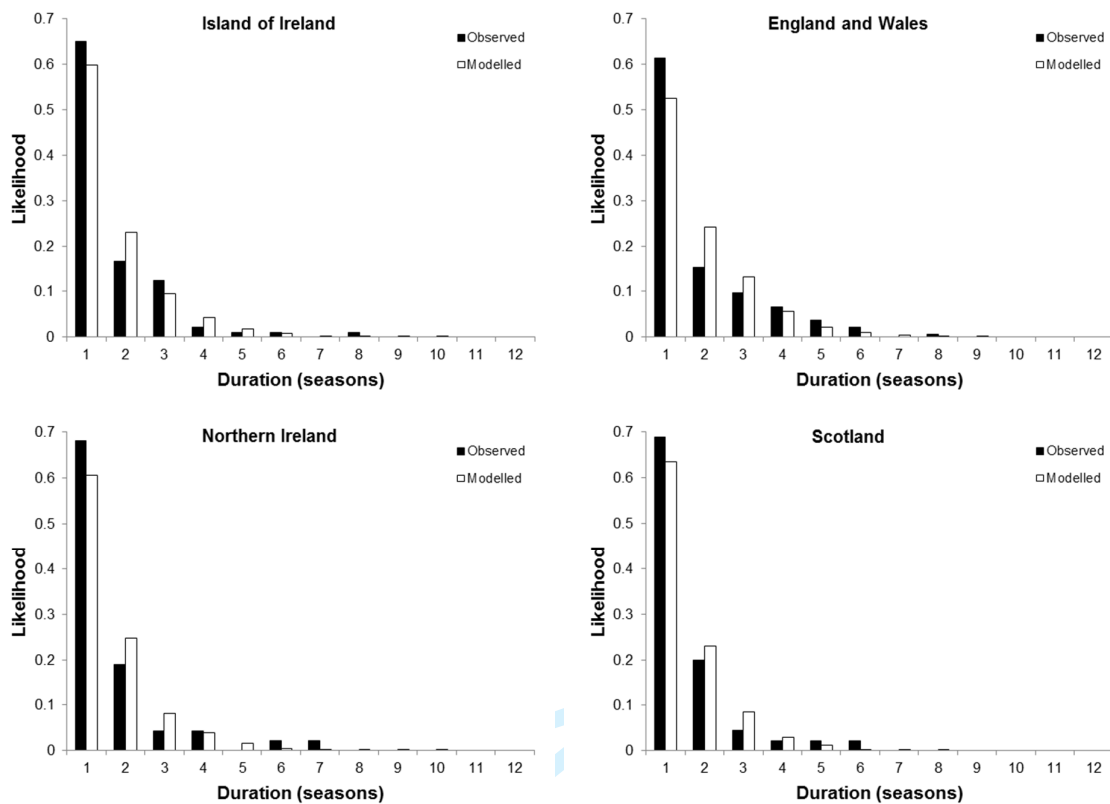 Island of Ireland
Observed
Modelled
Likelihood
0.7
0.6
0.5
0.4
0.3
0.2
0.1
0
1 2 3 4 5 6 7 8 9 10 11 12
Duration (seasons)
England and Wales
Observed
Modelled
Likelihood
0.7
0.6
0.5
0.4
0.3
0.2
0.1
0
1 2 3 4 5 6 7 8 9 10 11 12
Duration (seasons)
Northern Ireland
Observed
Modelled
Likelihood
0.7
0.6
0.5
0.4
0.3
0.2
0.1
0
1 2 3 4 5 6 7 8 9 10 11 12
Duration (seasons)
Scotland
Observed
Modelled
Likelihood
0.7
0.6
0.5
0.4
0.3
0.2
0.1
0
1 2 3 4 5 6 7 8 9 10 11 12
Duration (seasons)